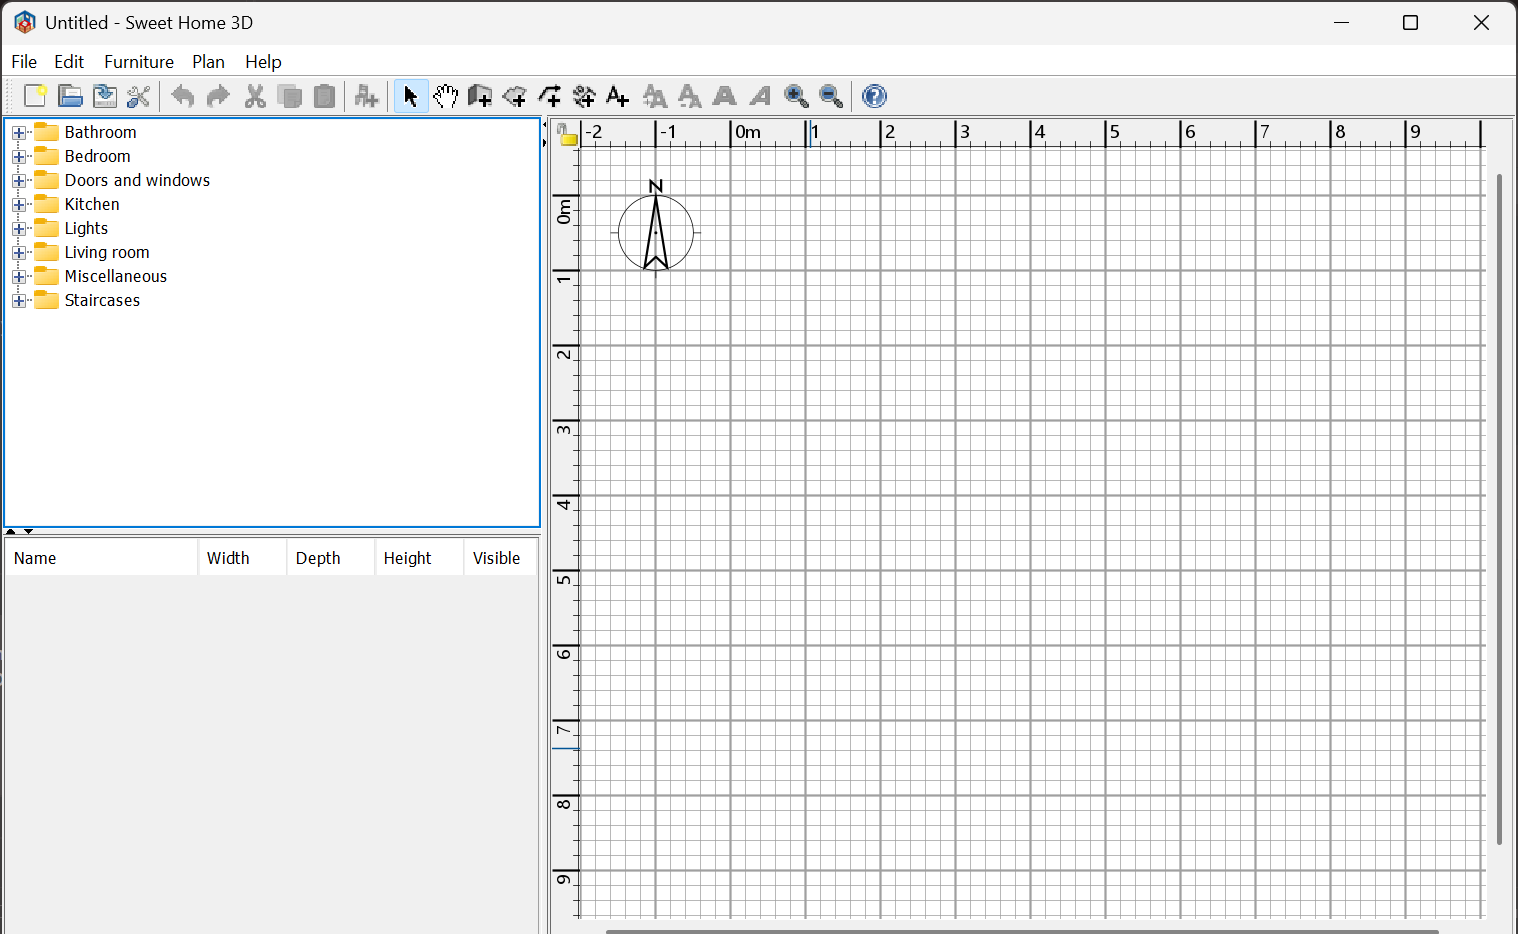 Untitled - Sweet Home 3D
File Edit Furniture Plan Help
Bathroom
Bedroom
Doors and windows
Kitchen
Lights
Living room
Miscellaneous
Staircases
Name Width Depth Height Visible
-2 -1 0m 1 2 3 4 5 6 7 8 9
N
0m
1
2
3
4
5
6
7
8
9